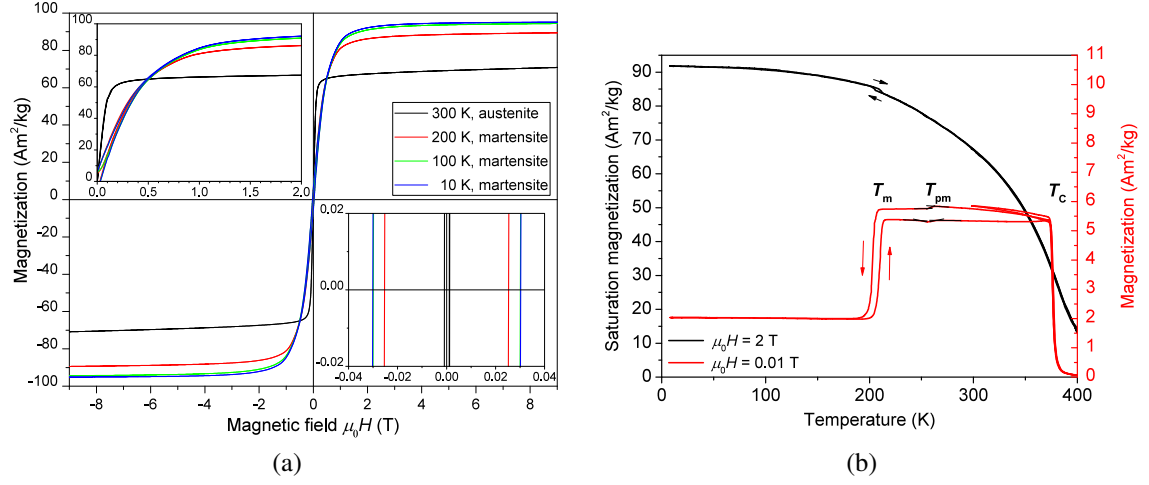 100
80
60
40
20
0
-20
-40
-60
-80
-100
Magnetization (Am²/kg)
-8 -6 -4 -2 0 2 4 6 8
Magnetic field μ₀H (T)
100
80
60
40
20
0
0.0 0.5 1.0 1.5 2.0
300 K, austenite
200 K, martensite
100 K, martensite
10 K, martensite
0.02
0.00
-0.02
-0.04 -0.02 0.00 0.02 0.04
(a)
90
80
70
60
50
40
30
20
10
0
Saturation magnetization (Am²/kg)
Tm Tpm TC
μ₀H = 2 T
μ₀H = 0.01 T
0 100 200 300 400
Temperature (K)
11
10
9
8
7
6
5
4
3
2
1
0
Magnetization (Am²/kg)
(b)